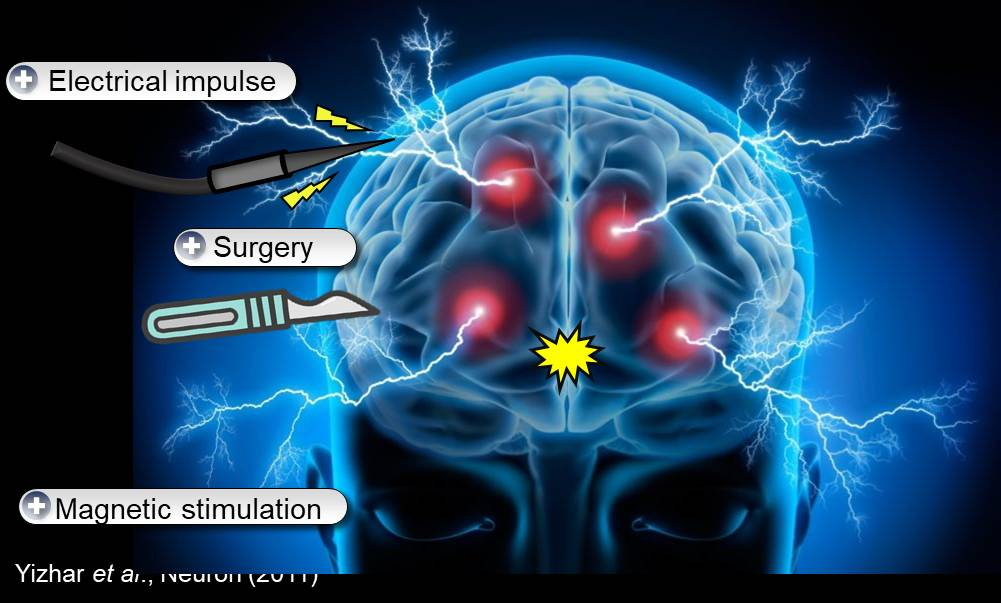 Electrical impulse
Surgery
Magnetic stimulation
Yizhar et al., Neuron (2011)